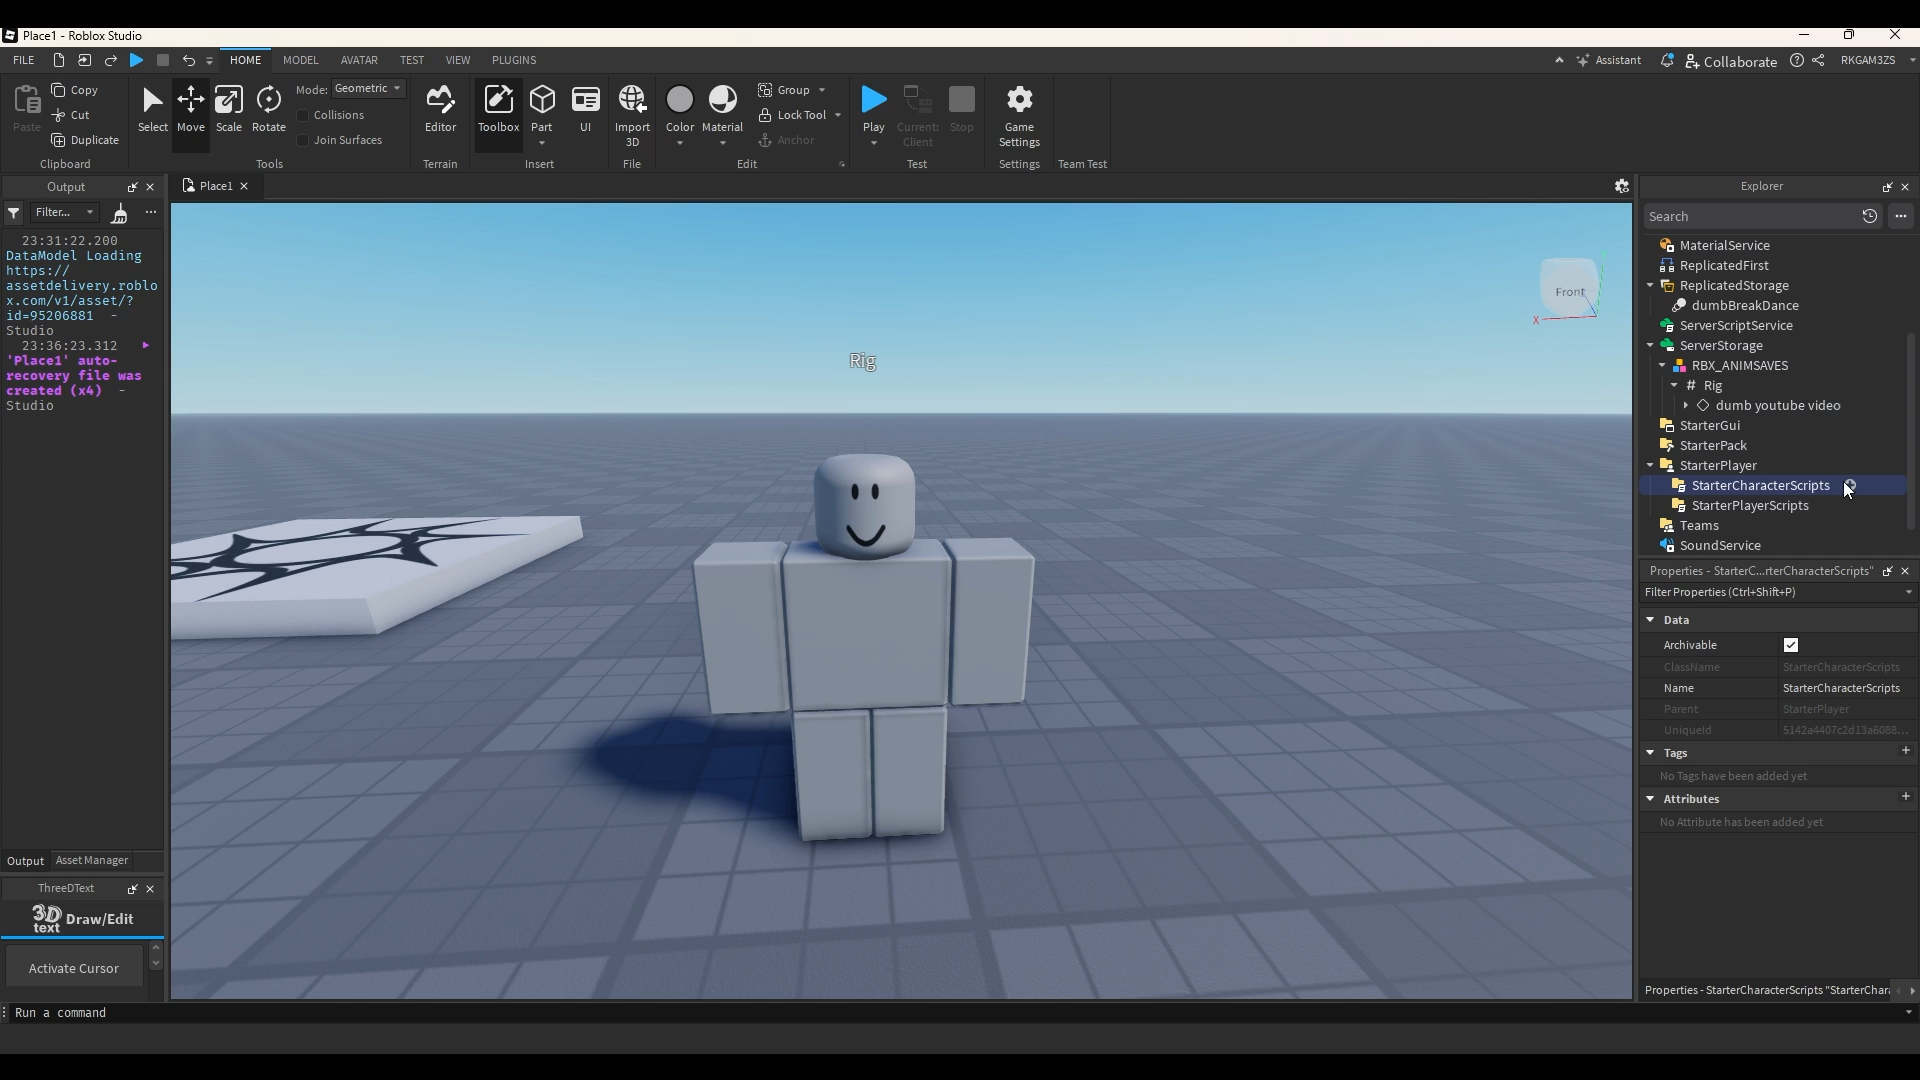 Place1 - Roblox Studio
FILE
HOME
MODEL
AVATAR
TEST
VIEW
PLUGINS
Assistant
Collaborate
RKGAM3ZS
Paste
Copy
Cut
Duplicate
Clipboard
Select
Move
Scale
Rotate
Mode:
Geometric
Collisions
Join Surfaces
Tools
Editor
Terrain
Toolbox
Part
UI
Insert
Import
3D
File
Color
Material
Group
Lock Tool
Anchor
Edit
Play
Current:
Client
Stop
Test
Game
Settings
Settings
Team Test
Output
Filter...
23:31:22.200
DataModel Loading
https://
assetdelivery.roblo
x.com/v1/asset/?
id=95206881 -
Studio
23:36:23.312
'Place1' auto-
recovery file was
created (x4) -
Studio
Output
Asset Manager
ThreeDText
3D
text
Draw/Edit
Activate Cursor
Place1
Rig
Front
X
Explorer
Search
MaterialService
ReplicatedFirst
ReplicatedStorage
dumbBreakDance
ServerScriptService
ServerStorage
RBX_ANIMSAVES
# Rig
dumb youtube video
StarterGui
StarterPack
StarterPlayer
StarterCharacterScripts
StarterPlayerScripts
Teams
SoundService
Properties - StarterC...rterCharacterScripts"
Filter Properties (Ctrl+Shift+P)
Data
Archivable
ClassName StarterCharacterScripts
Name StarterCharacterScripts
Parent StarterPlayer
UniqueId 5142a4407c2d13a6088...
Tags
No Tags have been added yet
Attributes
No Attribute has been added yet
Properties - StarterCharacterScripts "StarterChar
Run a command